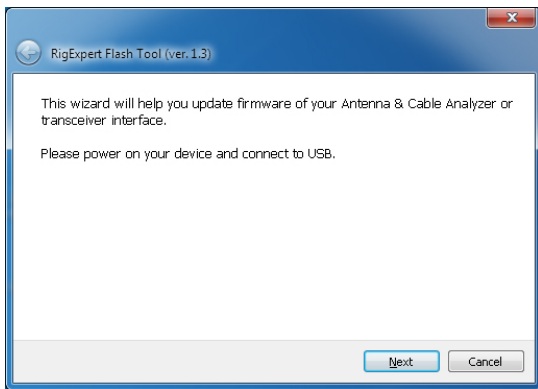 RigExpert Flash Tool (ver. 1.3)
This wizard will help you update firmware of your Antenna & Cable Analyzer or
transceiver interface.
Please power on your device and connect to USB.
Next
Cancel